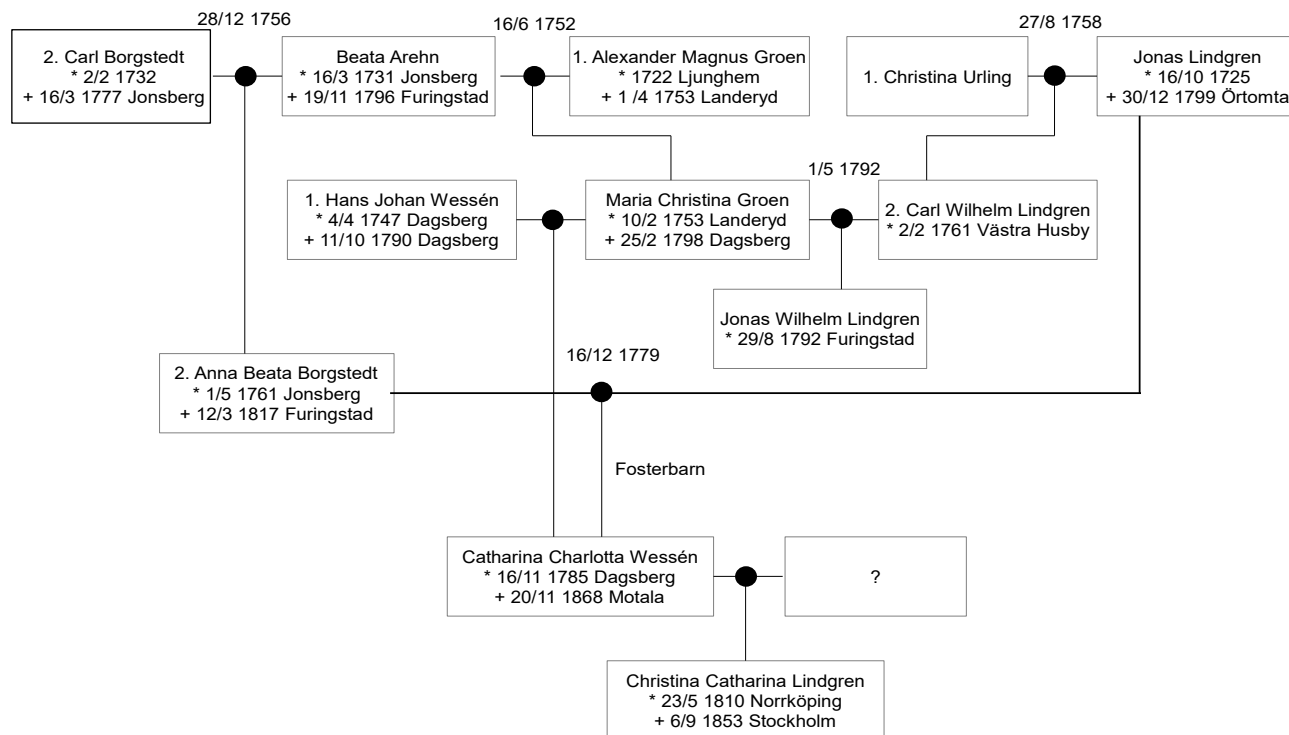 28/12 1756
16/6 1752
27/8 1758
2. Carl Borgstedt
* 2/2 1732
+ 16/3 1777 Jonsberg
Beata Arehn
* 16/3 1731 Jonsberg
+ 19/11 1796 Furingstad
1. Alexander Magnus Groen
* 1722 Ljunghem
+ 1 /4 1753 Landeryd
1. Christina Urling
Jonas Lindgren
* 16/10 1725
+ 30/12 1799 Örtomta
1/5 1792
1. Hans Johan Wessén
* 4/4 1747 Dagsberg
+ 11/10 1790 Dagsberg
Maria Christina Groen
* 10/2 1753 Landeryd
+ 25/2 1798 Dagsberg
2. Carl Wilhelm Lindgren
* 2/2 1761 Västra Husby
Jonas Wilhelm Lindgren
* 29/8 1792 Furingstad
16/12 1779
2. Anna Beata Borgstedt
* 1/5 1761 Jonsberg
+ 12/3 1817 Furingstad
Fosterbarn
Catharina Charlotta Wessén
* 16/11 1785 Dagsberg
+ 20/11 1868 Motala
?
Christina Catharina Lindgren
* 23/5 1810 Norrköping
+ 6/9 1853 Stockholm